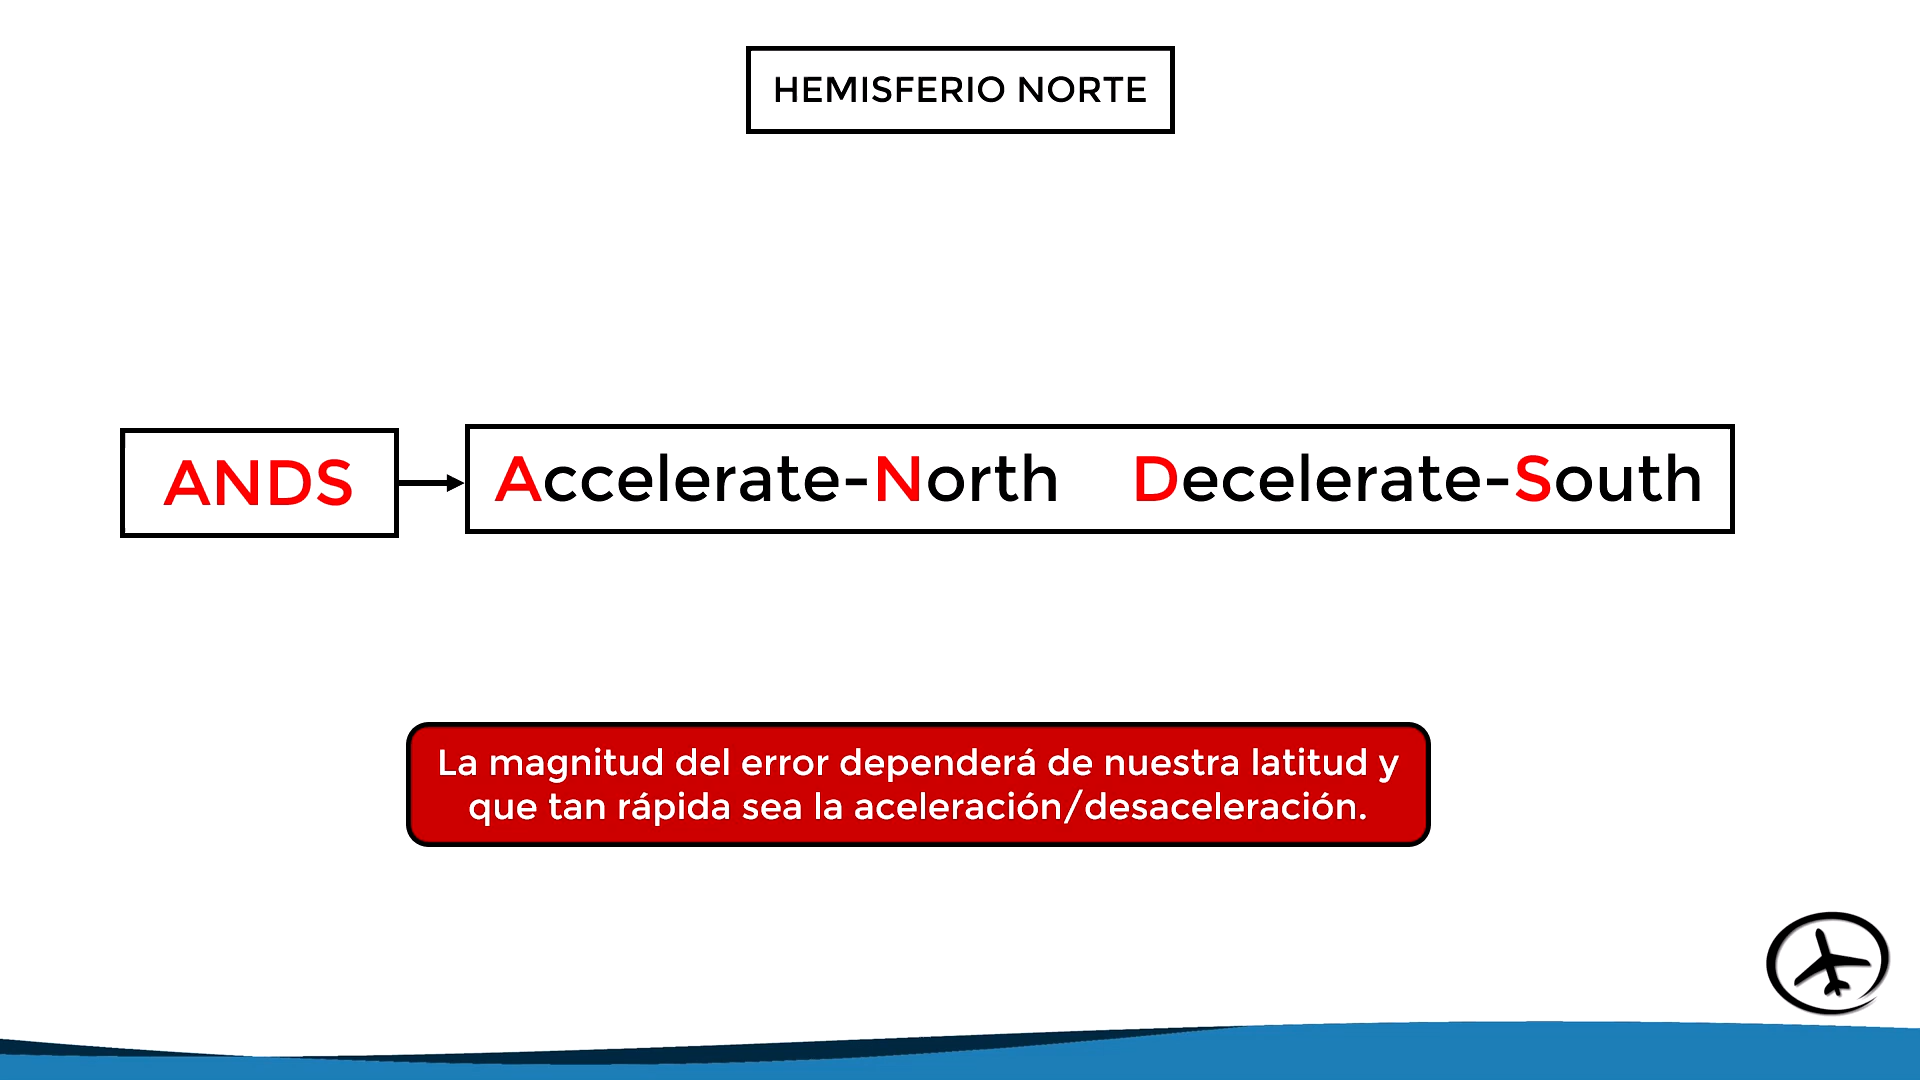 HEMISFERIO NORTE
ANDS
Accelerate-North Decelerate-South
La magnitud del error dependerá de nuestra latitud y
que tan rápida sea la aceleración/desaceleración.